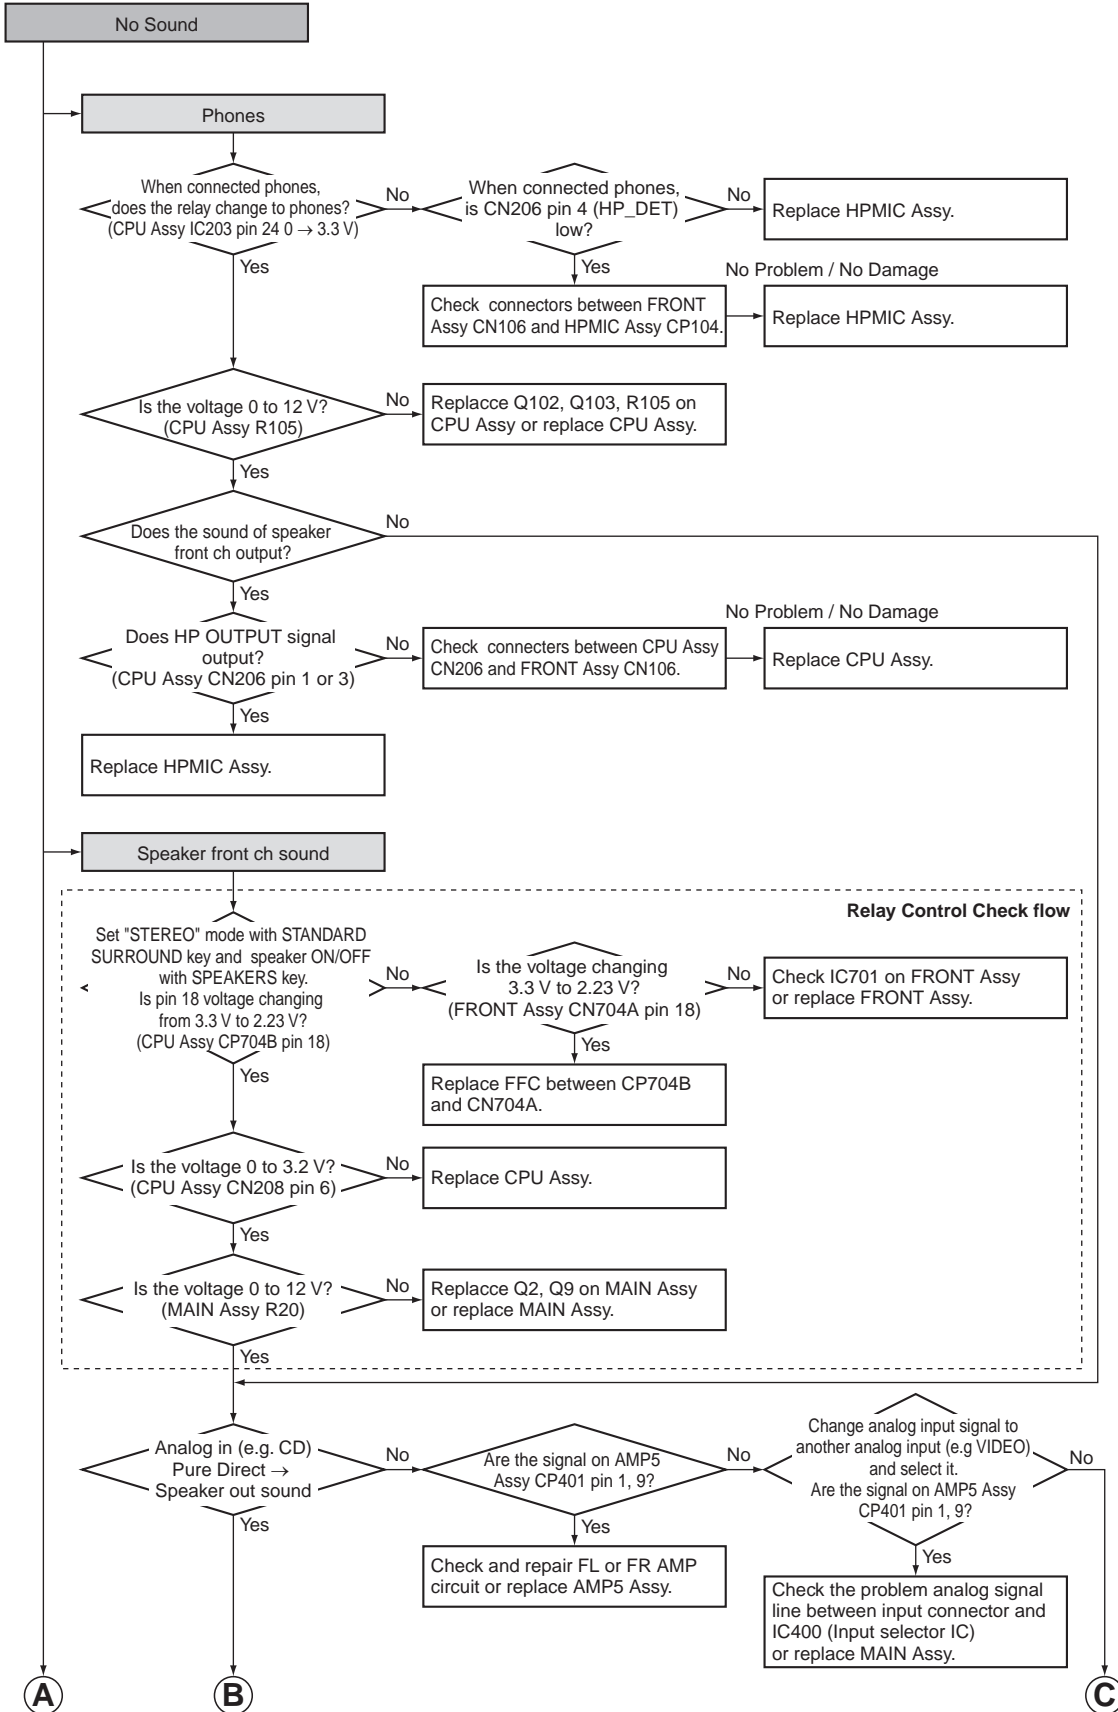 No Sound
Phones
When connected phones,
does the relay change to phones?
(CPU Assy IC203 pin 24 0 → 3.3 V)
No
When connected phones,
is CN206 pin 4 (HP_DET)
low?
No
Replace HPMIC Assy.
Yes
Yes
No Problem / No Damage
Check connectors between FRONT
Assy CN106 and HPMIC Assy CP104.
Replace HPMIC Assy.
Is the voltage 0 to 12 V?
(CPU Assy R105)
No
Replacce Q102, Q103, R105 on
CPU Assy or replace CPU Assy.
Yes
Does the sound of speaker
front ch output?
No
Yes
Does HP OUTPUT signal
output?
(CPU Assy CN206 pin 1 or 3)
No
Check connecters between CPU Assy
CN206 and FRONT Assy CN106.
No Problem / No Damage
Replace CPU Assy.
Yes
Replace HPMIC Assy.
Speaker front ch sound
Relay Control Check flow
Set "STEREO" mode with STANDARD
SURROUND key and speaker ON/OFF
with SPEAKERS key.
Is pin 18 voltage changing
from 3.3 V to 2.23 V?
(CPU Assy CP704B pin 18)
No
Is the voltage changing
3.3 V to 2.23 V?
(FRONT Assy CN704A pin 18)
No
Check IC701 on FRONT Assy
or replace FRONT Assy.
Yes
Yes
Replace FFC between CP704B
and CN704A.
Is the voltage 0 to 3.2 V?
(CPU Assy CN208 pin 6)
No
Replace CPU Assy.
Yes
Is the voltage 0 to 12 V?
(MAIN Assy R20)
No
Replacce Q2, Q9 on MAIN Assy
or replace MAIN Assy.
Yes
Analog in (e.g. CD)
Pure Direct →
Speaker out sound
No
Are the signal on AMP5
Assy CP401 pin 1, 9?
No
Change analog input signal to
another analog input (e.g VIDEO)
and select it.
Are the signal on AMP5 Assy
CP401 pin 1, 9?
No
Yes
Yes
Check and repair FL or FR AMP
circuit or replace AMP5 Assy.
Yes
Check the problem analog signal
line between input connector and
IC400 (Input selector IC)
or replace MAIN Assy.
A
B
C